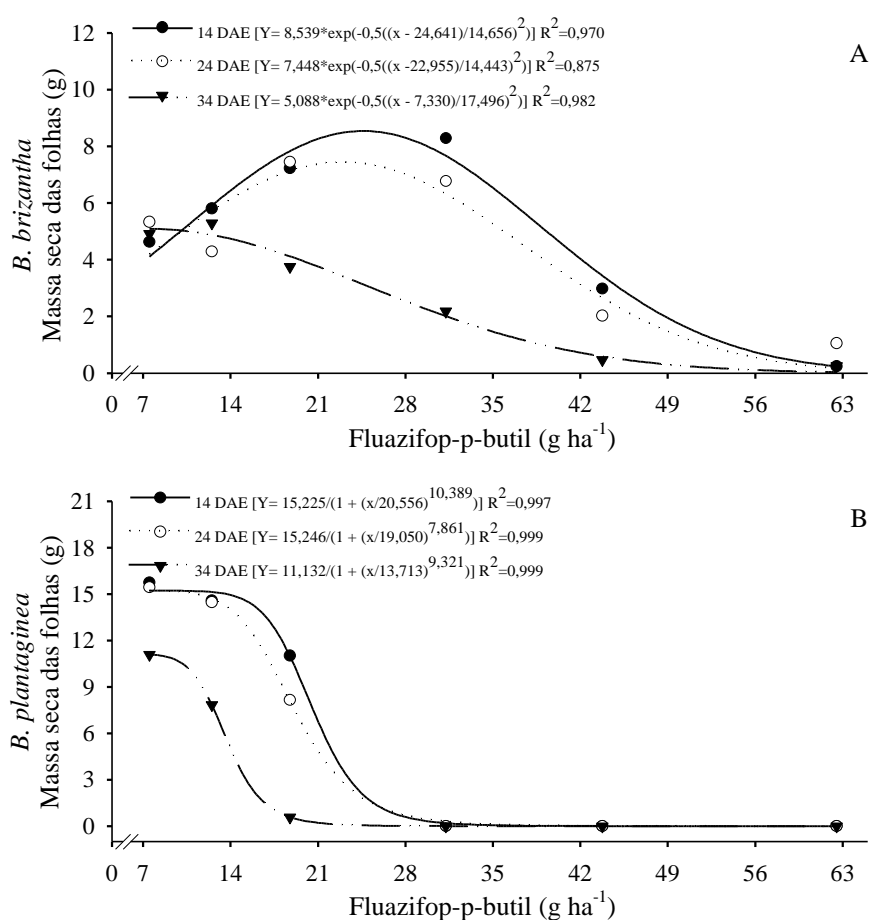 12
14 DAE [Y= 8,539*exp(-0,5((x - 24,641)/14,656)2)] R2=0,970
A
24 DAE [Y= 7,448*exp(-0,5((x -22,955)/14,443)2)] R2=0,875
10
34 DAE [Y= 5,088*exp(-0,5((x - 7,330)/17,496)2)] R2=0,982
8
6
4
2
0
B. brizantha
Massa seca das folhas (g)
0 7 14 21 28 35 42 49 56 63
Fluazifop-p-butil (g ha-1)
21
14 DAE [Y= 15,225/(1 + (x/20,556)10,389)] R2=0,997
B
24 DAE [Y= 15,246/(1 + (x/19,050)7,861)] R2=0,999
18
34 DAE [Y= 11,132/(1 + (x/13,713)9,321)] R2=0,999
15
12
9
6
3
0
B. plantaginea
Massa seca das folhas (g)
0 7 14 21 28 35 42 49 56 63
Fluazifop-p-butil (g ha-1)